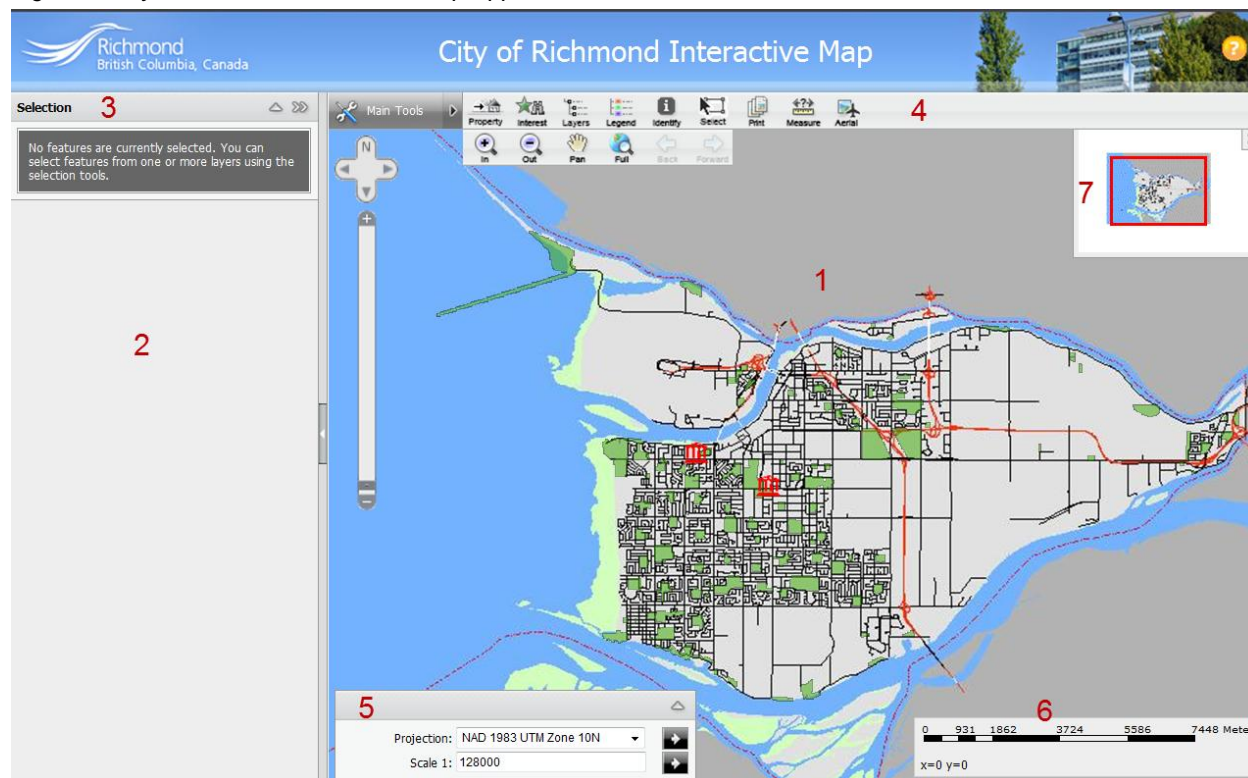 Richmond
British Columbia, Canada
City of Richmond Interactive Map
?
Selection 3
No features are currently selected. You can
select features from one or more layers using the
selection tools.
2
Main Tools
Property Interest Layers Legend Identify Select Print Measure Aerial
4
In Out Pan Full Back Forward
N
7
1
5
Projection: NAD 1983 UTM Zone 10N
Scale 1: 128000
6
0 931 1862 3724 5586 7448 Mete
x=0 y=0